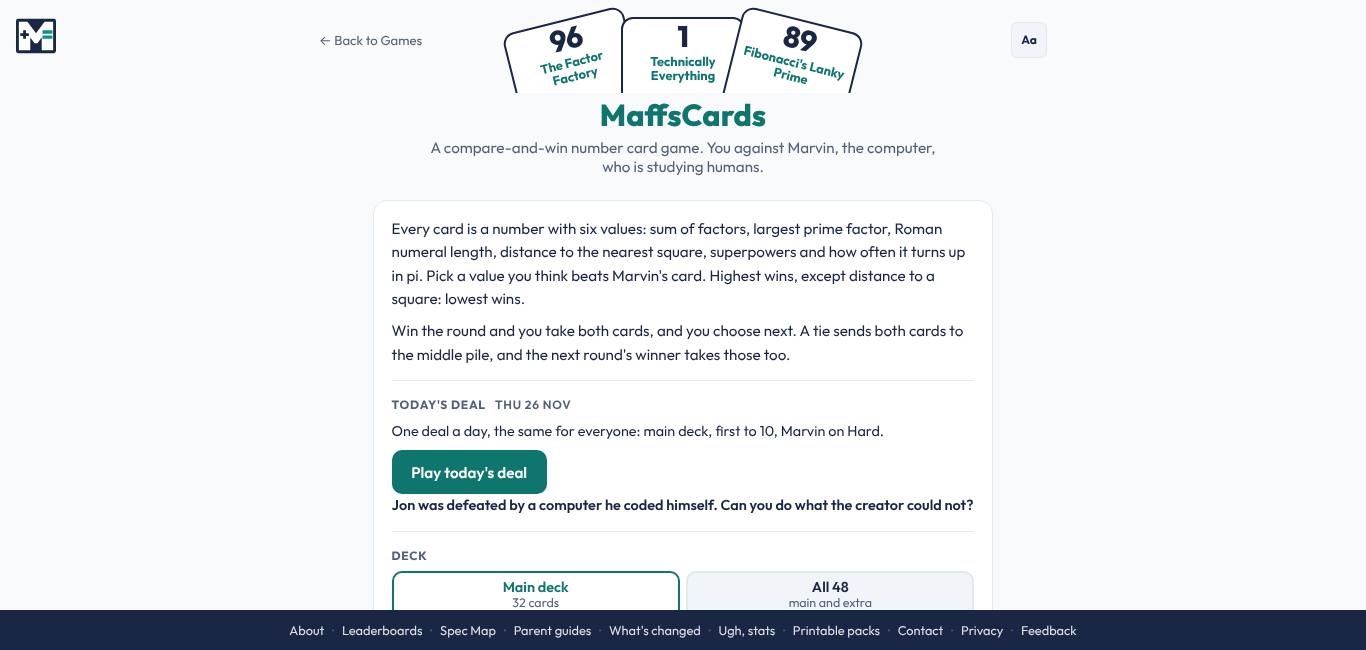 ← Back to Games
96
The Factor
Factory
1
Technically
Everything
89
Fibonacci's Lanky
Prime
Aa
MaffsCards
A compare-and-win number card game. You against Marvin, the computer,
who is studying humans.
Every card is a number with six values: sum of factors, largest prime factor, Roman
numeral length, distance to the nearest square, superpowers and how often it turns up
in pi. Pick a value you think beats Marvin's card. Highest wins, except distance to a
square: lowest wins.
Win the round and you take both cards, and you choose next. A tie sends both cards to
the middle pile, and the next round's winner takes those too.
TODAY'S DEAL THU 26 NOV
One deal a day, the same for everyone: main deck, first to 10, Marvin on Hard.
Play today's deal
Jon was defeated by a computer he coded himself. Can you do what the creator could not?
DECK
Main deck
32 cards
All 48
main and extra
About · Leaderboards · Spec Map · Parent guides · What's changed · Ugh, stats · Printable packs · Contact · Privacy · Feedback